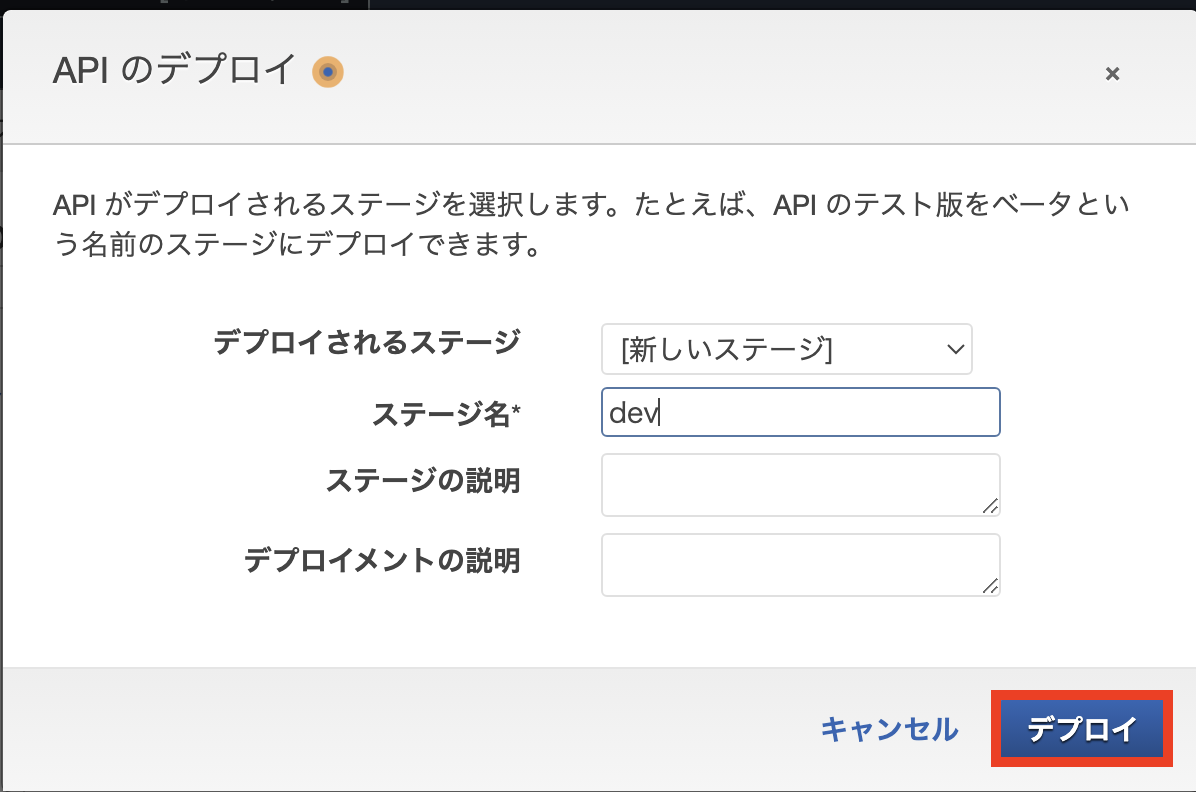 API のデプロイ
×
API がデプロイされるステージを選択します。たとえば、API のテスト版をベータとい
う名前のステージにデプロイできます。
デプロイされるステージ
[新しいステージ]
ステージ名*
dev
ステージの説明
デプロイメントの説明
キャンセル
デプロイ